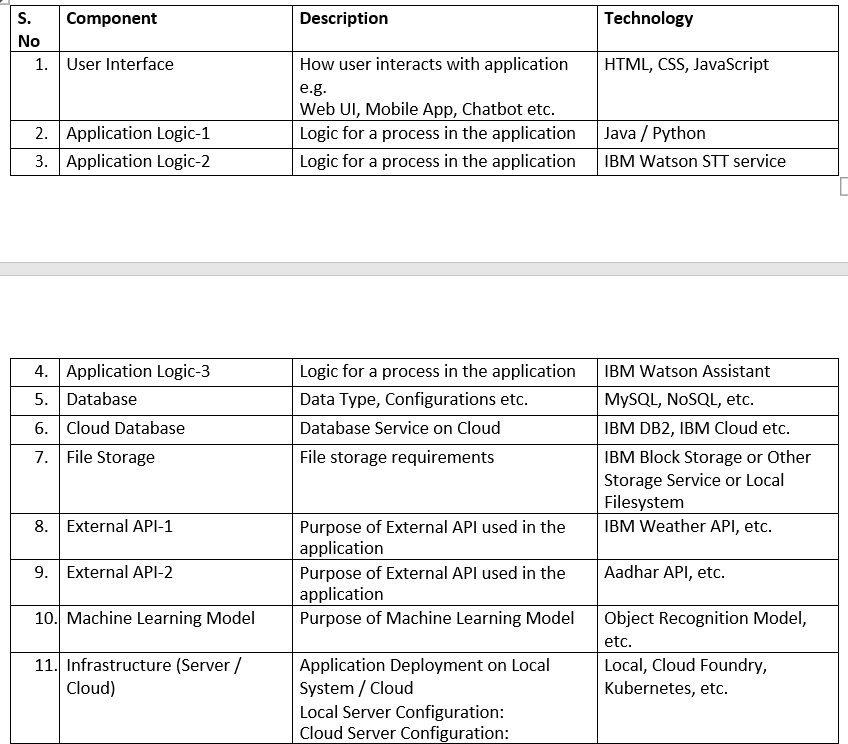 S. No	Component	Description	Technology
1.	User Interface	How user interacts with application e.g. Web UI, Mobile App, Chatbot etc.	HTML, CSS, JavaScript
2.	Application Logic-1	Logic for a process in the application	Java / Python
3.	Application Logic-2	Logic for a process in the application	IBM Watson STT service
4.	Application Logic-3	Logic for a process in the application	IBM Watson Assistant
5.	Database	Data Type, Configurations etc.	MySQL, NoSQL, etc.
6.	Cloud Database	Database Service on Cloud	IBM DB2, IBM Cloud etc.
7.	File Storage	File storage requirements	IBM Block Storage or Other Storage Service or Local Filesystem
8.	External API-1	Purpose of External API used in the application	IBM Weather API, etc.
9.	External API-2	Purpose of External API used in the application	Aadhar API, etc.
10.	Machine Learning Model	Purpose of Machine Learning Model	Object Recognition Model, etc.
11.	Infrastructure (Server / Cloud)	Application Deployment on Local System / Cloud Local Server Configuration: Cloud Server Configuration:	Local, Cloud Foundry, Kubernetes, etc.